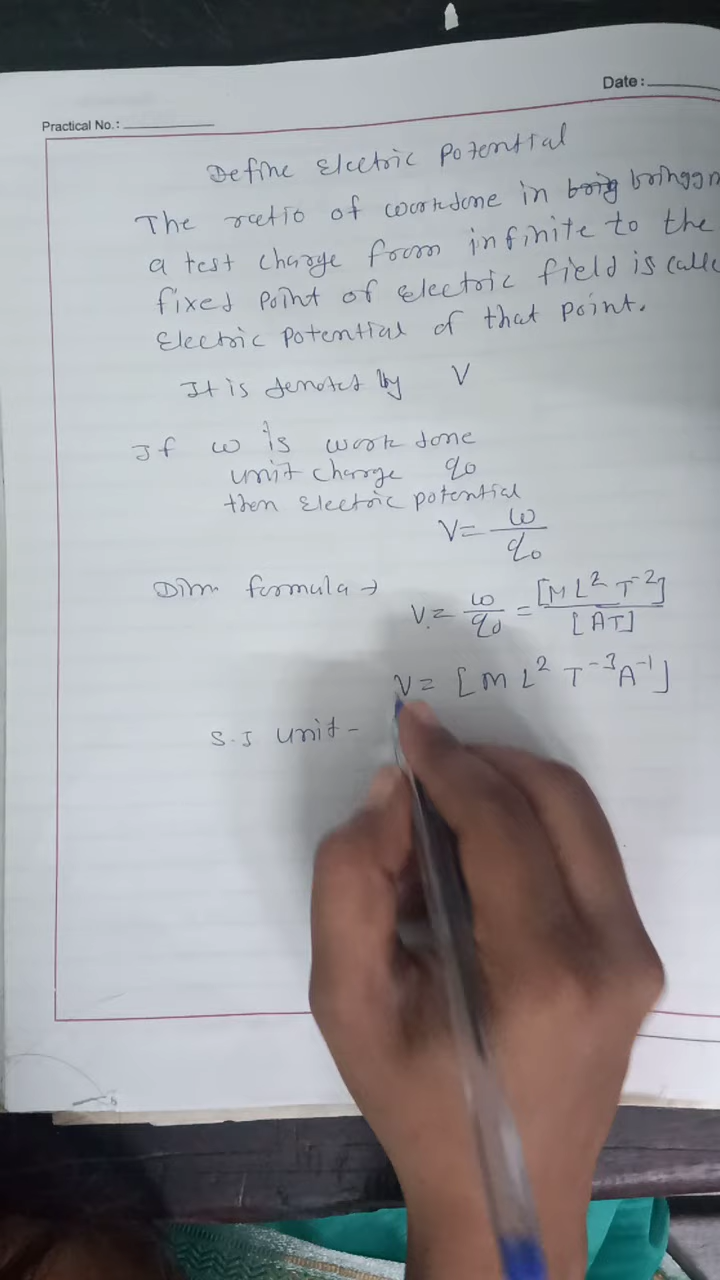 Date:
Practical No.:
Define Electric Potential
The ratio of workdone in
a test charge from infinite to the
fixed point of electric field is
Electric Potential of that point.
It is denoted by V
If w is work done
unit charge q0
then Electric potential
V = w/q0
Dim formula →
V = w/q0 = [M L² T⁻²]/[AT]
V = [M L² T⁻³ A⁻¹]
S.I unit -